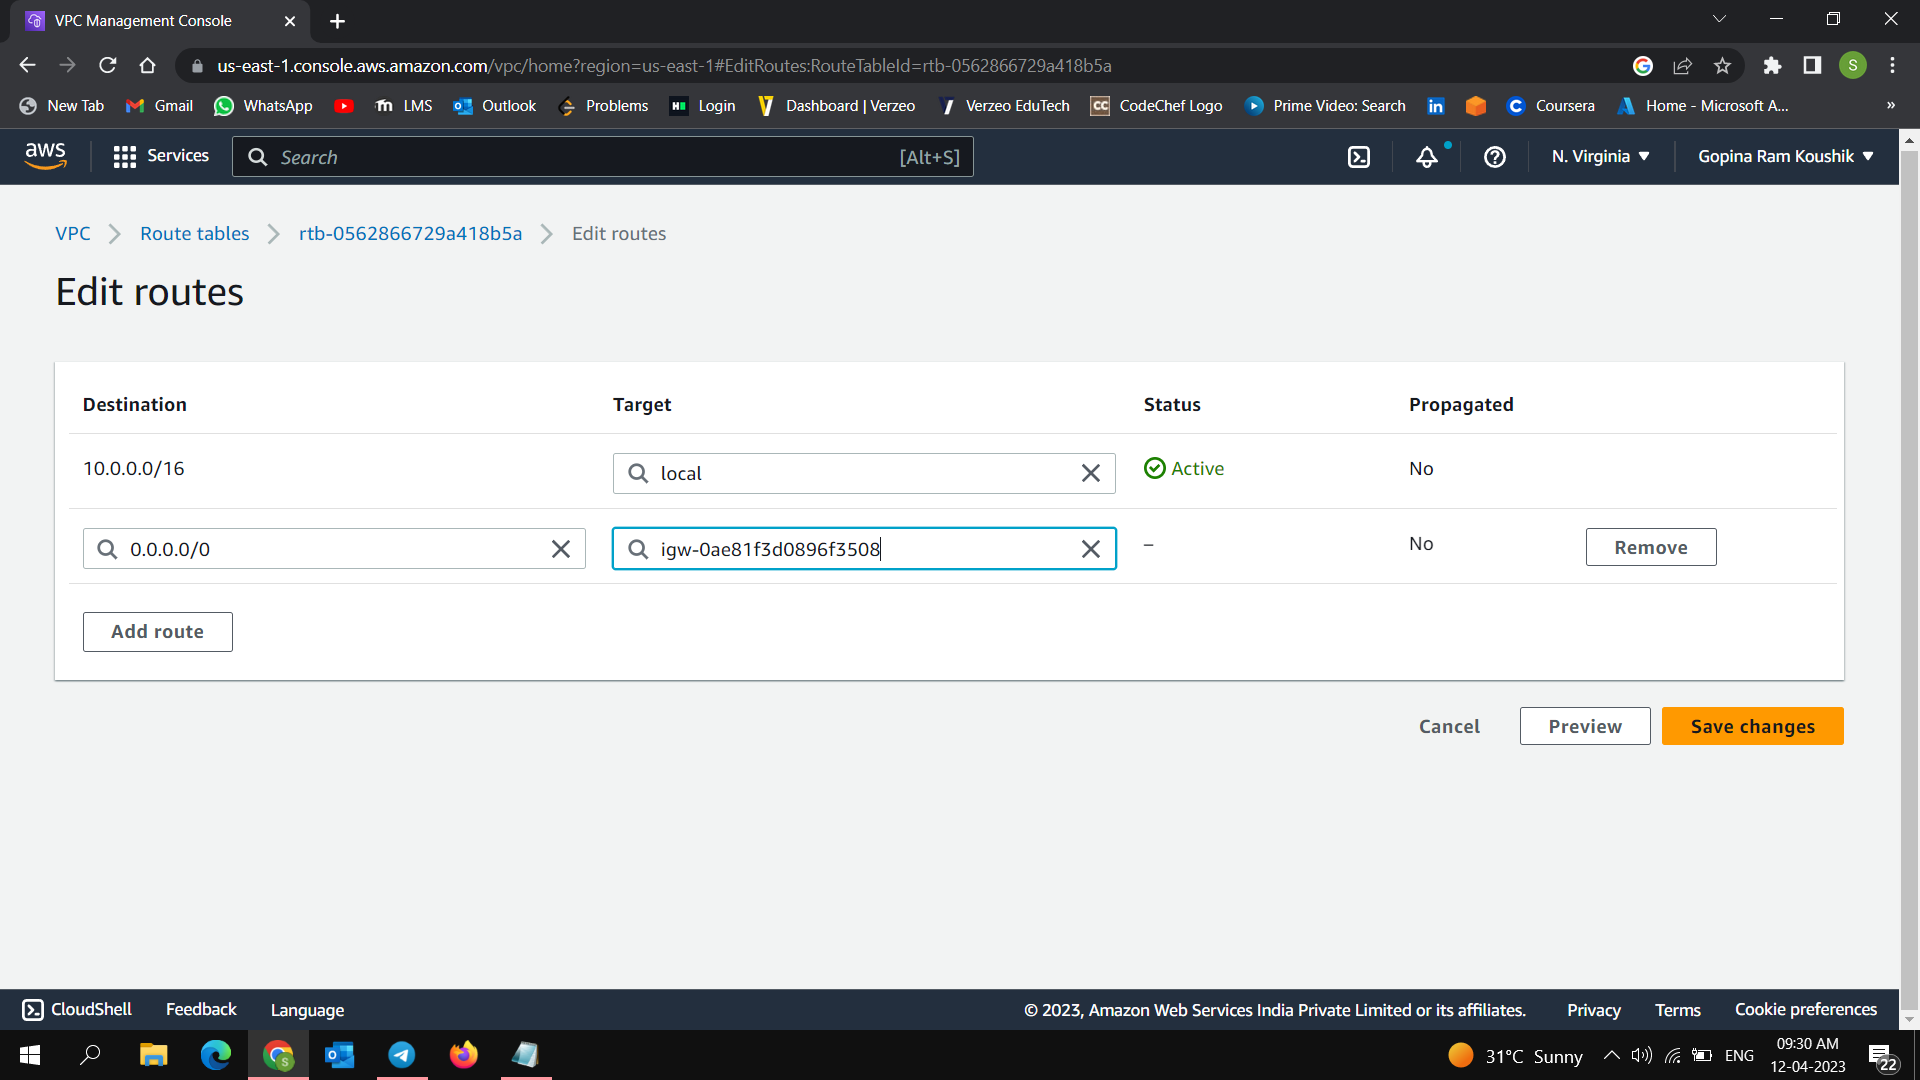 VPC Management Console
us-east-1.console.aws.amazon.com/vpc/home?region=us-east-1#EditRoutes:RouteTableId=rtb-0562866729a418b5a
S
New Tab Gmail WhatsApp LMS Outlook Problems Login Dashboard | Verzeo Verzeo EduTech CodeChef Logo Prime Video: Search Coursera Home - Microsoft A... »
aws Services Search [Alt+S] N. Virginia Gopina Ram Koushik
VPC Route tables rtb-0562866729a418b5a Edit routes
Edit routes
Destination Target Status Propagated
10.0.0.0/16 local Active No
0.0.0.0/0 igw-0ae81f3d0896f3508 – No Remove
Add route
Cancel Preview Save changes
CloudShell Feedback Language © 2023, Amazon Web Services India Private Limited or its affiliates. Privacy Terms Cookie preferences
31°C Sunny ENG 09:30 AM
12-04-2023 22